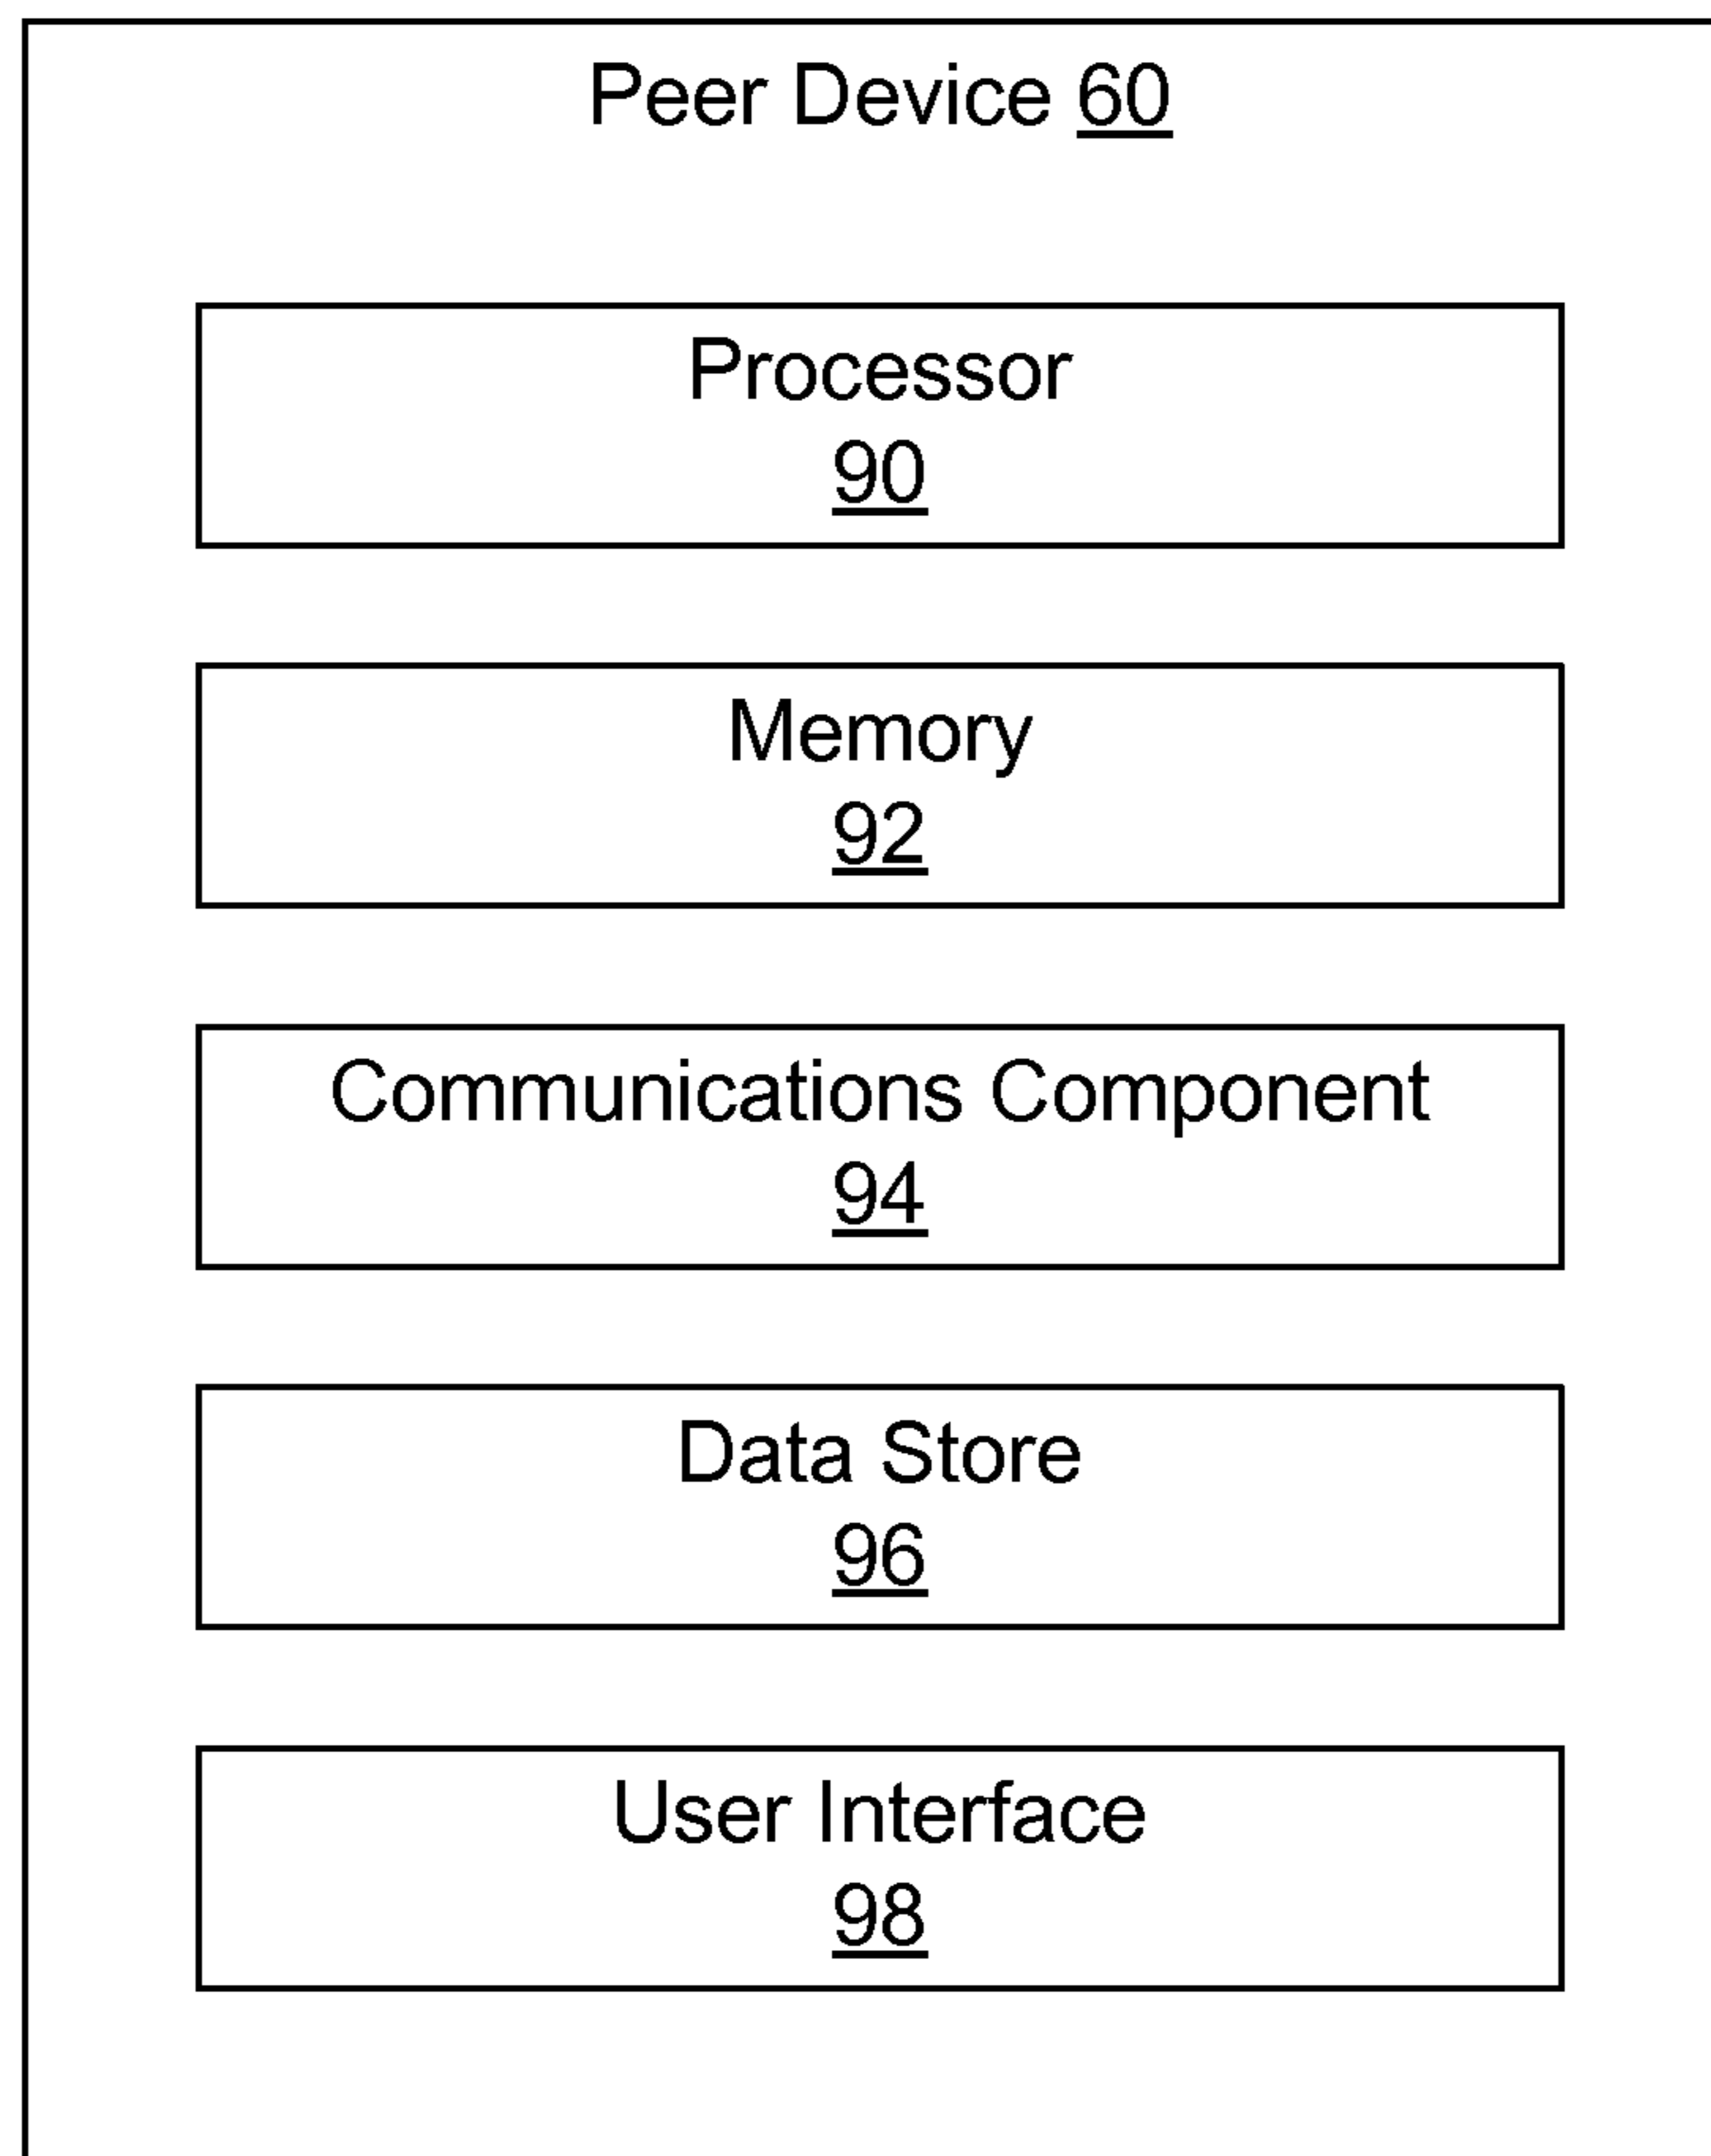 Peer Device 60
Processor
90
Memory
92
Communications Component
94
Data Store
96
User Interface
98